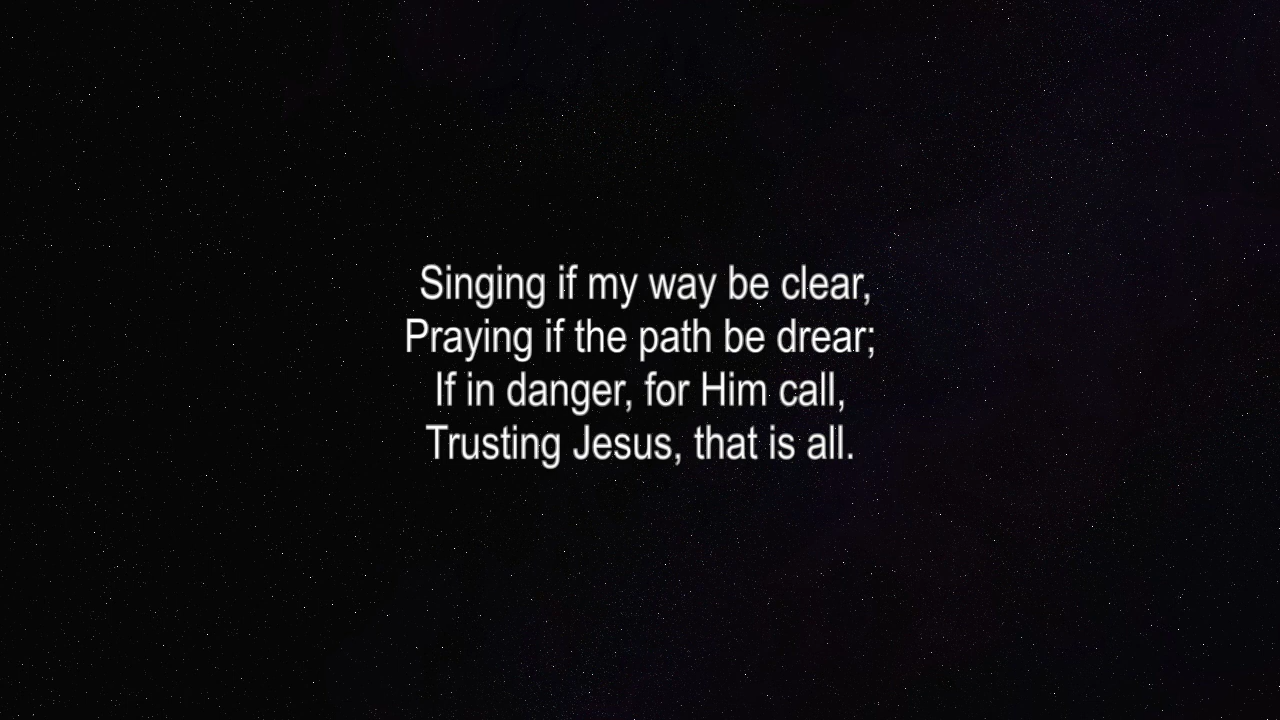 Singing if my way be clear,
Praying if the path be drear;
If in danger, for Him call,
Trusting Jesus, that is all.